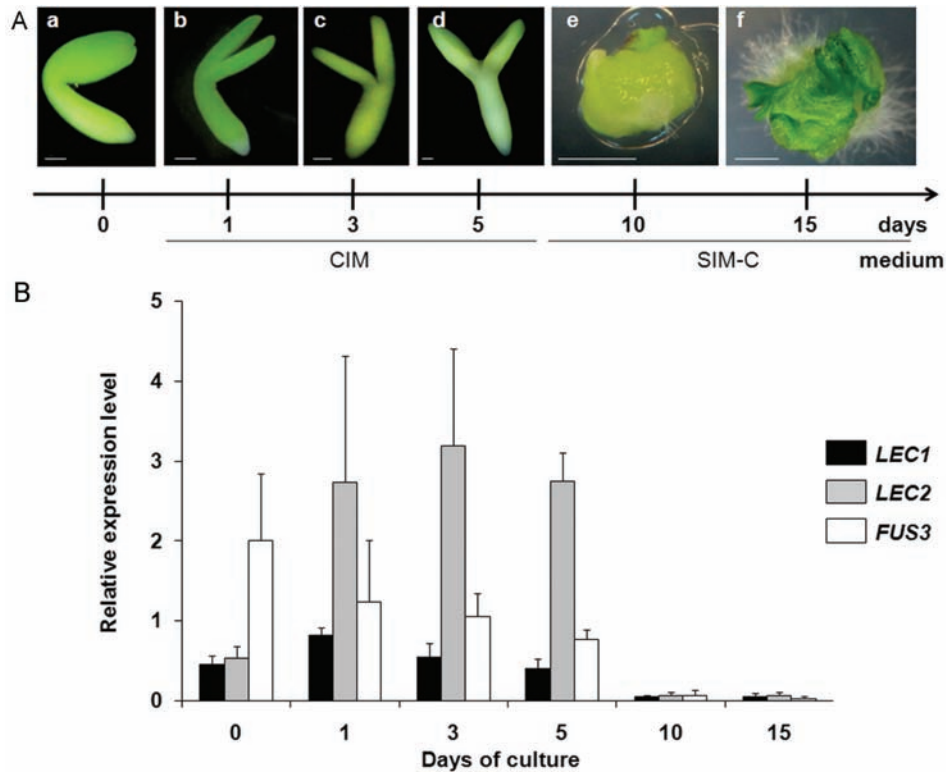 A
a b c d e f
0 1 3 5 10 15 days
CIM SIM-C medium
B
Relative expression level
5
4
3
2
1
0
LEC1
LEC2
FUS3
0 1 3 5 10 15
Days of culture